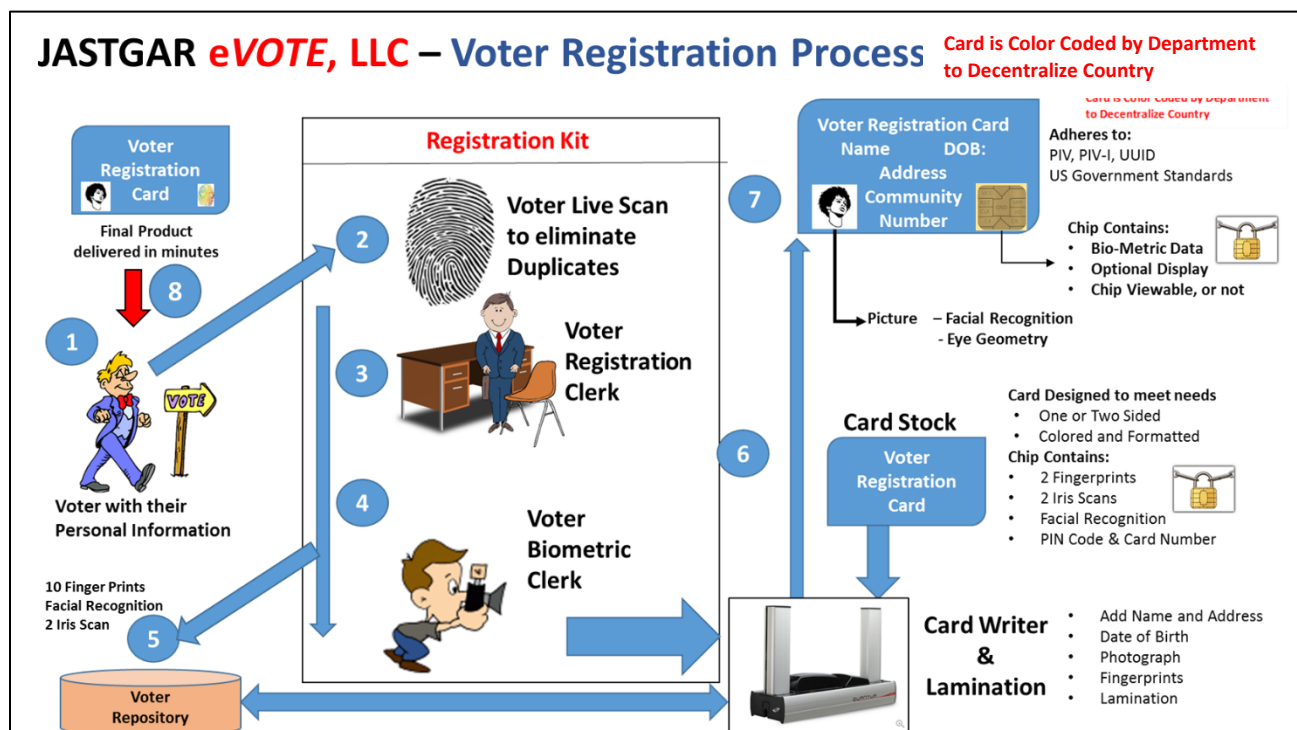 JASTGAR eVOTE, LLC – Voter Registration Process
Card is Color Coded by Department
to Decentralize Country
Card is Color Coded by Department
to Decentralize Country
Voter
Registration
Card
Final Product
delivered in minutes
8
1
VOTE
Voter with their
Personal Information
10 Finger Prints
Facial Recognition
2 Iris Scan
5
Voter
Repository
Registration Kit
2
Voter Live Scan
to eliminate
Duplicates
3
Voter
Registration
Clerk
4
Voter
Biometric
Clerk
7
Voter Registration Card
Name DOB:
Address
Community
Number
Adheres to:
PIV, PIV-I, UUID
US Government Standards
Chip Contains:
• Bio-Metric Data
• Optional Display
• Chip Viewable, or not
Picture – Facial Recognition
- Eye Geometry
6
Card Stock
Voter
Registration
Card
Card Designed to meet needs
• One or Two Sided
• Colored and Formatted
Chip Contains:
• 2 Fingerprints
• 2 Iris Scans
• Facial Recognition
• PIN Code & Card Number
Card Writer
&
Lamination
• Add Name and Address
• Date of Birth
• Photograph
• Fingerprints
• Lamination